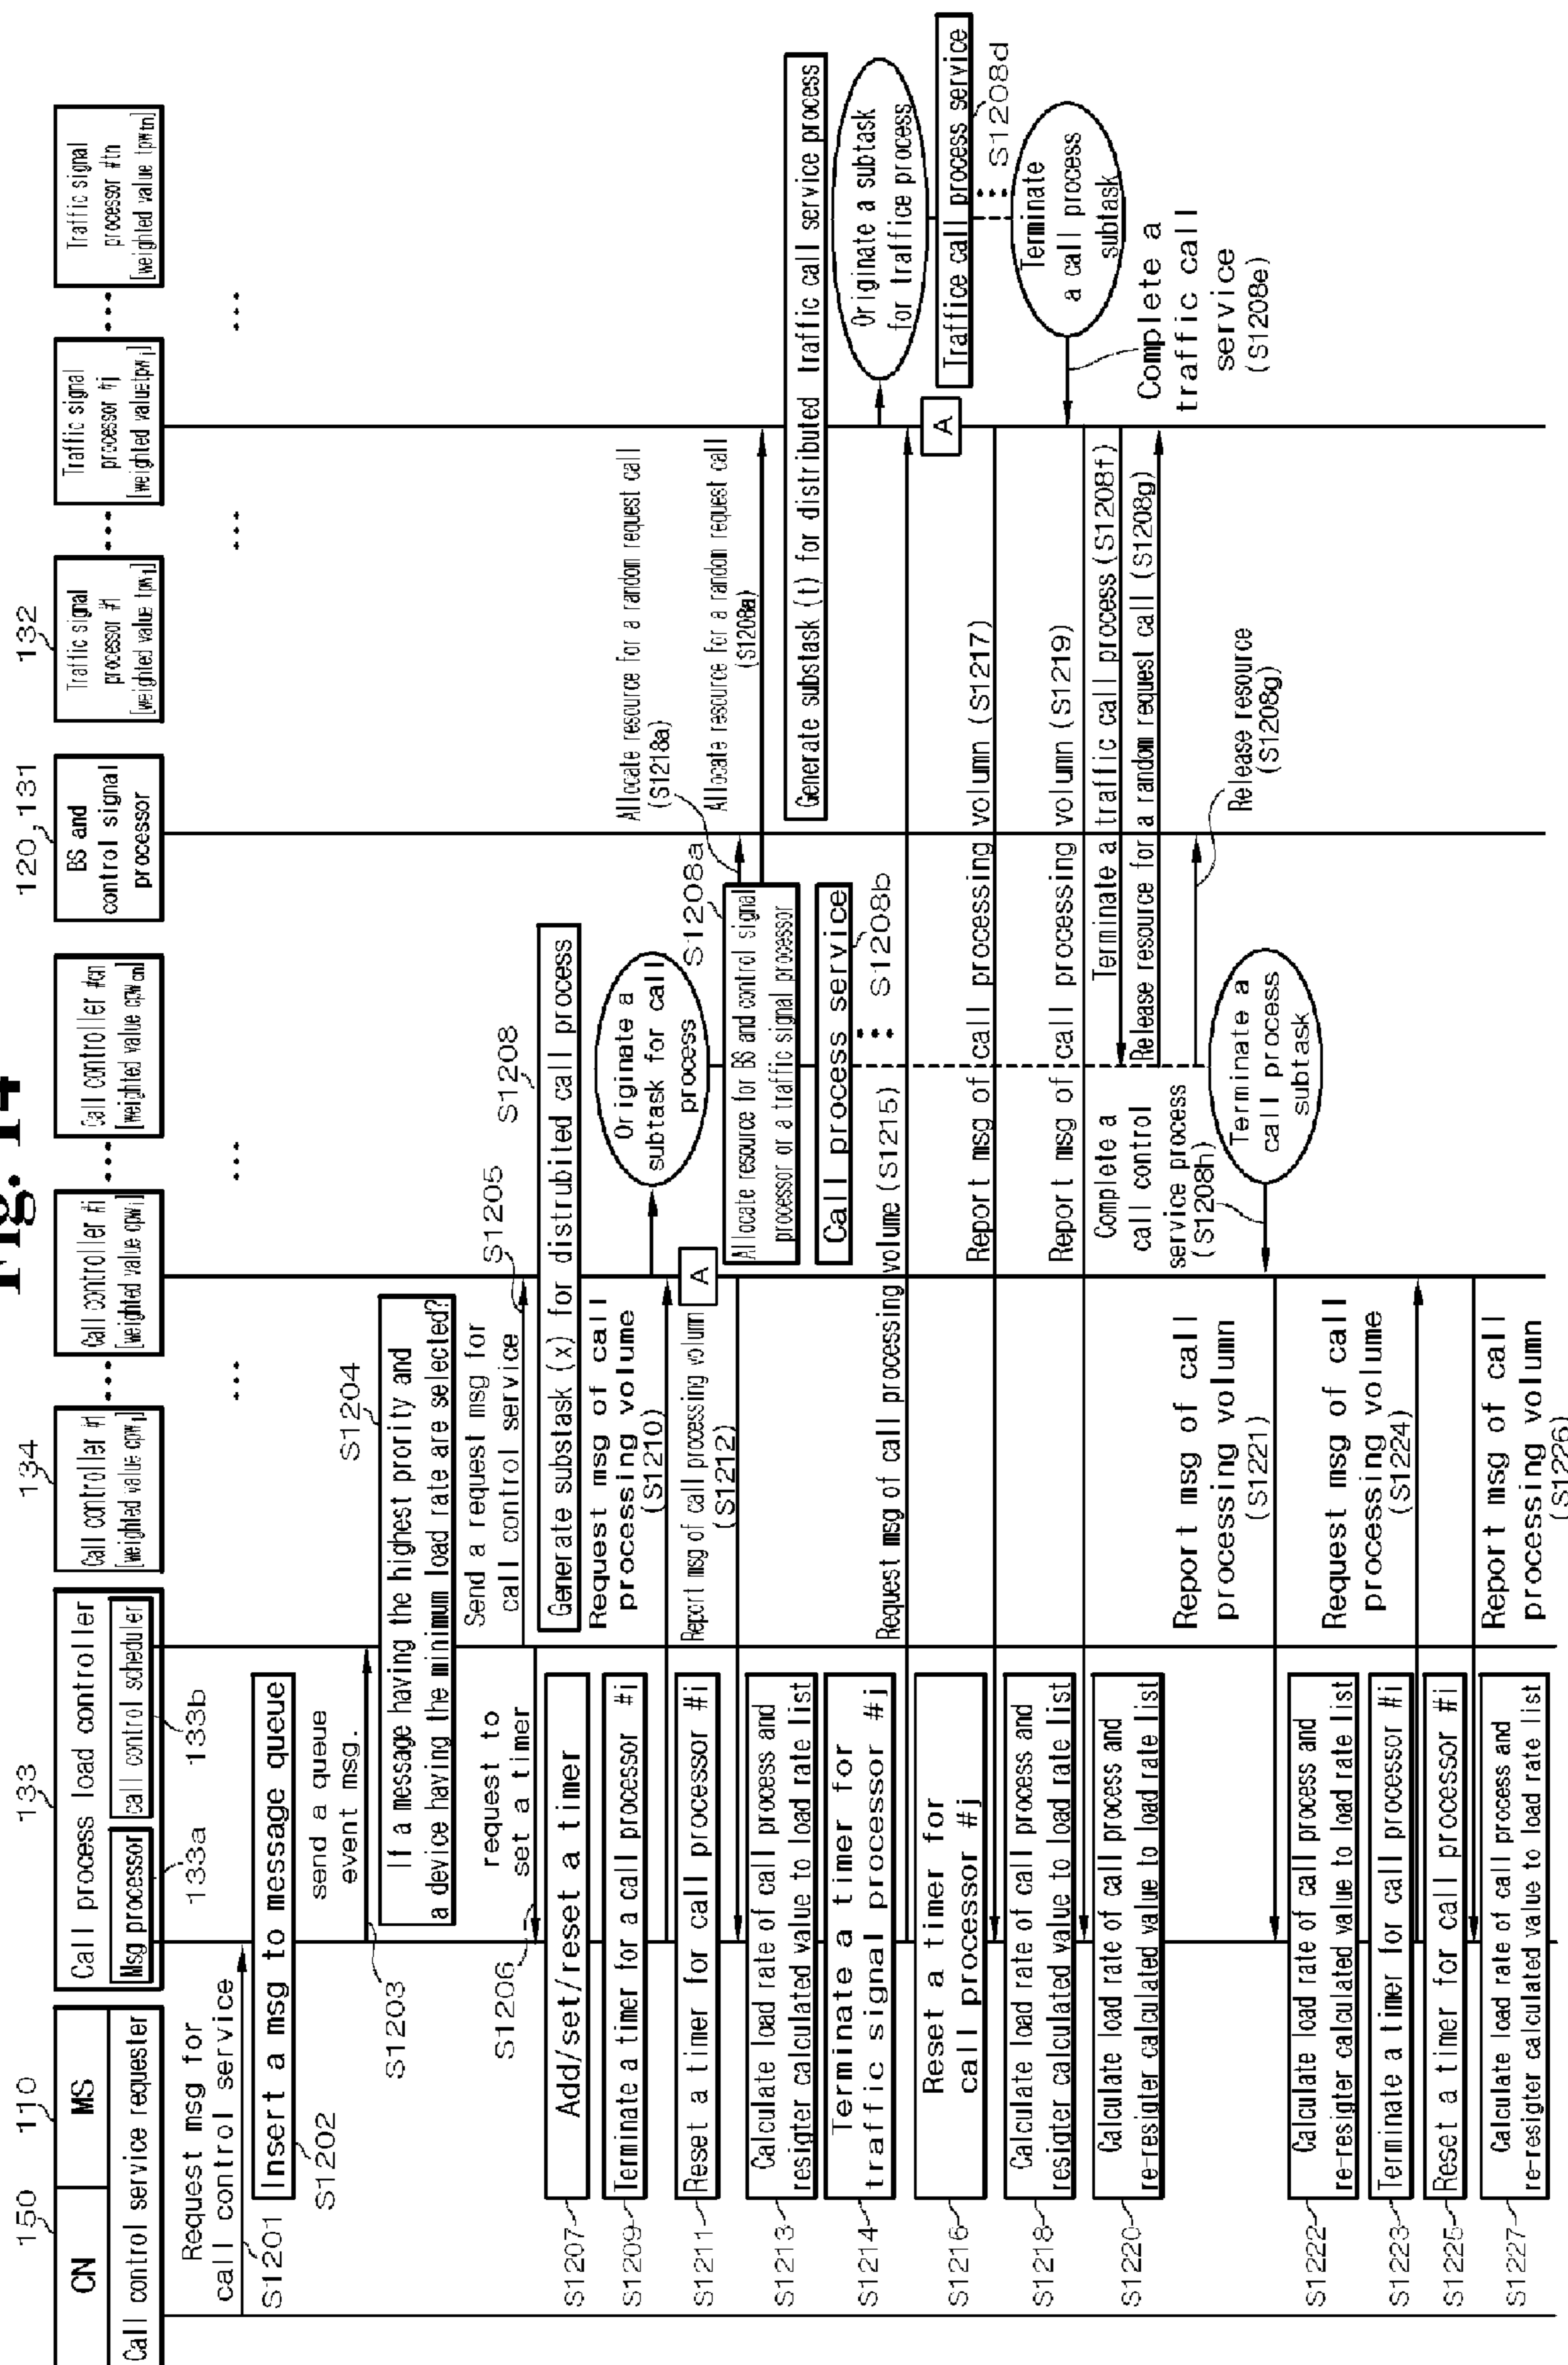 Fig. 14
150
110
133
134
120,131
132
CN
MS
Call control service requester
Call process load controller
Msg processor
call control scheduler
133a
133b
Call controller #1
[weighted value cpw1]
...
Call controller #i
[weighted value cpwi]
...
Call controller #cn
[weighted value cpwcn]
BS and
control signal
processor
Traffic signal
processor #1
[weighted value tpw1]
...
Traffic signal
processor #j
[weighted valuetpwj]
...
Traffic signal
processor #tn
[weighted value tpwtn]
...
...
...
...
Request msg for
call control service
S1201
Insert a msg to message queue
S1202
send a queue
event msg.
S1203
If a message having the highest prority and
a device having the minimum load rate are selected?
S1204
Send a request msg for
call control service
S1205
request to
set a timer
S1206
S1207
Add/set/reset a timer
Generate substask (x) for distrubited call process
S1208
S1209
Terminate a timer for a call processor #i
Request msg of call
processing volume
(S1210)
Originate a
subtask for call
process
S1211
Reset a timer for call processor #i
A
Report msg of call processing volumn
(S1212)
S1208a
Allocate resource for BS and control signal
processor or a traffic signal processor
Allocate resource for a random request call
(S1218a)
Allocate resource for a random request call
(S1208a)
S1213
Calculate load rate of call process and
resigter calculated value to load rate list
Call process service
S1208b
Generate substask (t) for distributed traffic call service process
Originate a subtask
for traffice process
S1214
Terminate a timer for
traffic signal processor #j
Request msg of call processing volume (S1215)
A
Traffice call process service
S1208d
S1216
Reset a timer for
call processor #j
Report msg of call processing volumn (S1217)
Terminate
a call process
subtask
S1218
Calculate load rate of call process and
resigter calculated value to load rate list
Report msg of call processing volumn (S1219)
Complete a
traffic call
service
(S1208e)
S1220
Calculate load rate of call process and
re-resigter calculated value to load rate list
Terminate a traffic call process (S1208f)
Release resource for a random request call (S1208g)
Complete a
call control
service process
(S1208h)
Release resource
(S1208g)
Terminate a
call process
subtask
Report msg of call
processing volumn
(S1221)
S1222
Calculate load rate of call process and
re-resigter calculated value to load rate list
S1223
Terminate a timer for call processor #i
Request msg of call
processing volume
(S1224)
S1225
Reset a timer for call processor #i
Report msg of call
processing volumn
(S1226)
S1227
Calculate load rate of call process and
re-resigter calculated value to load rate list